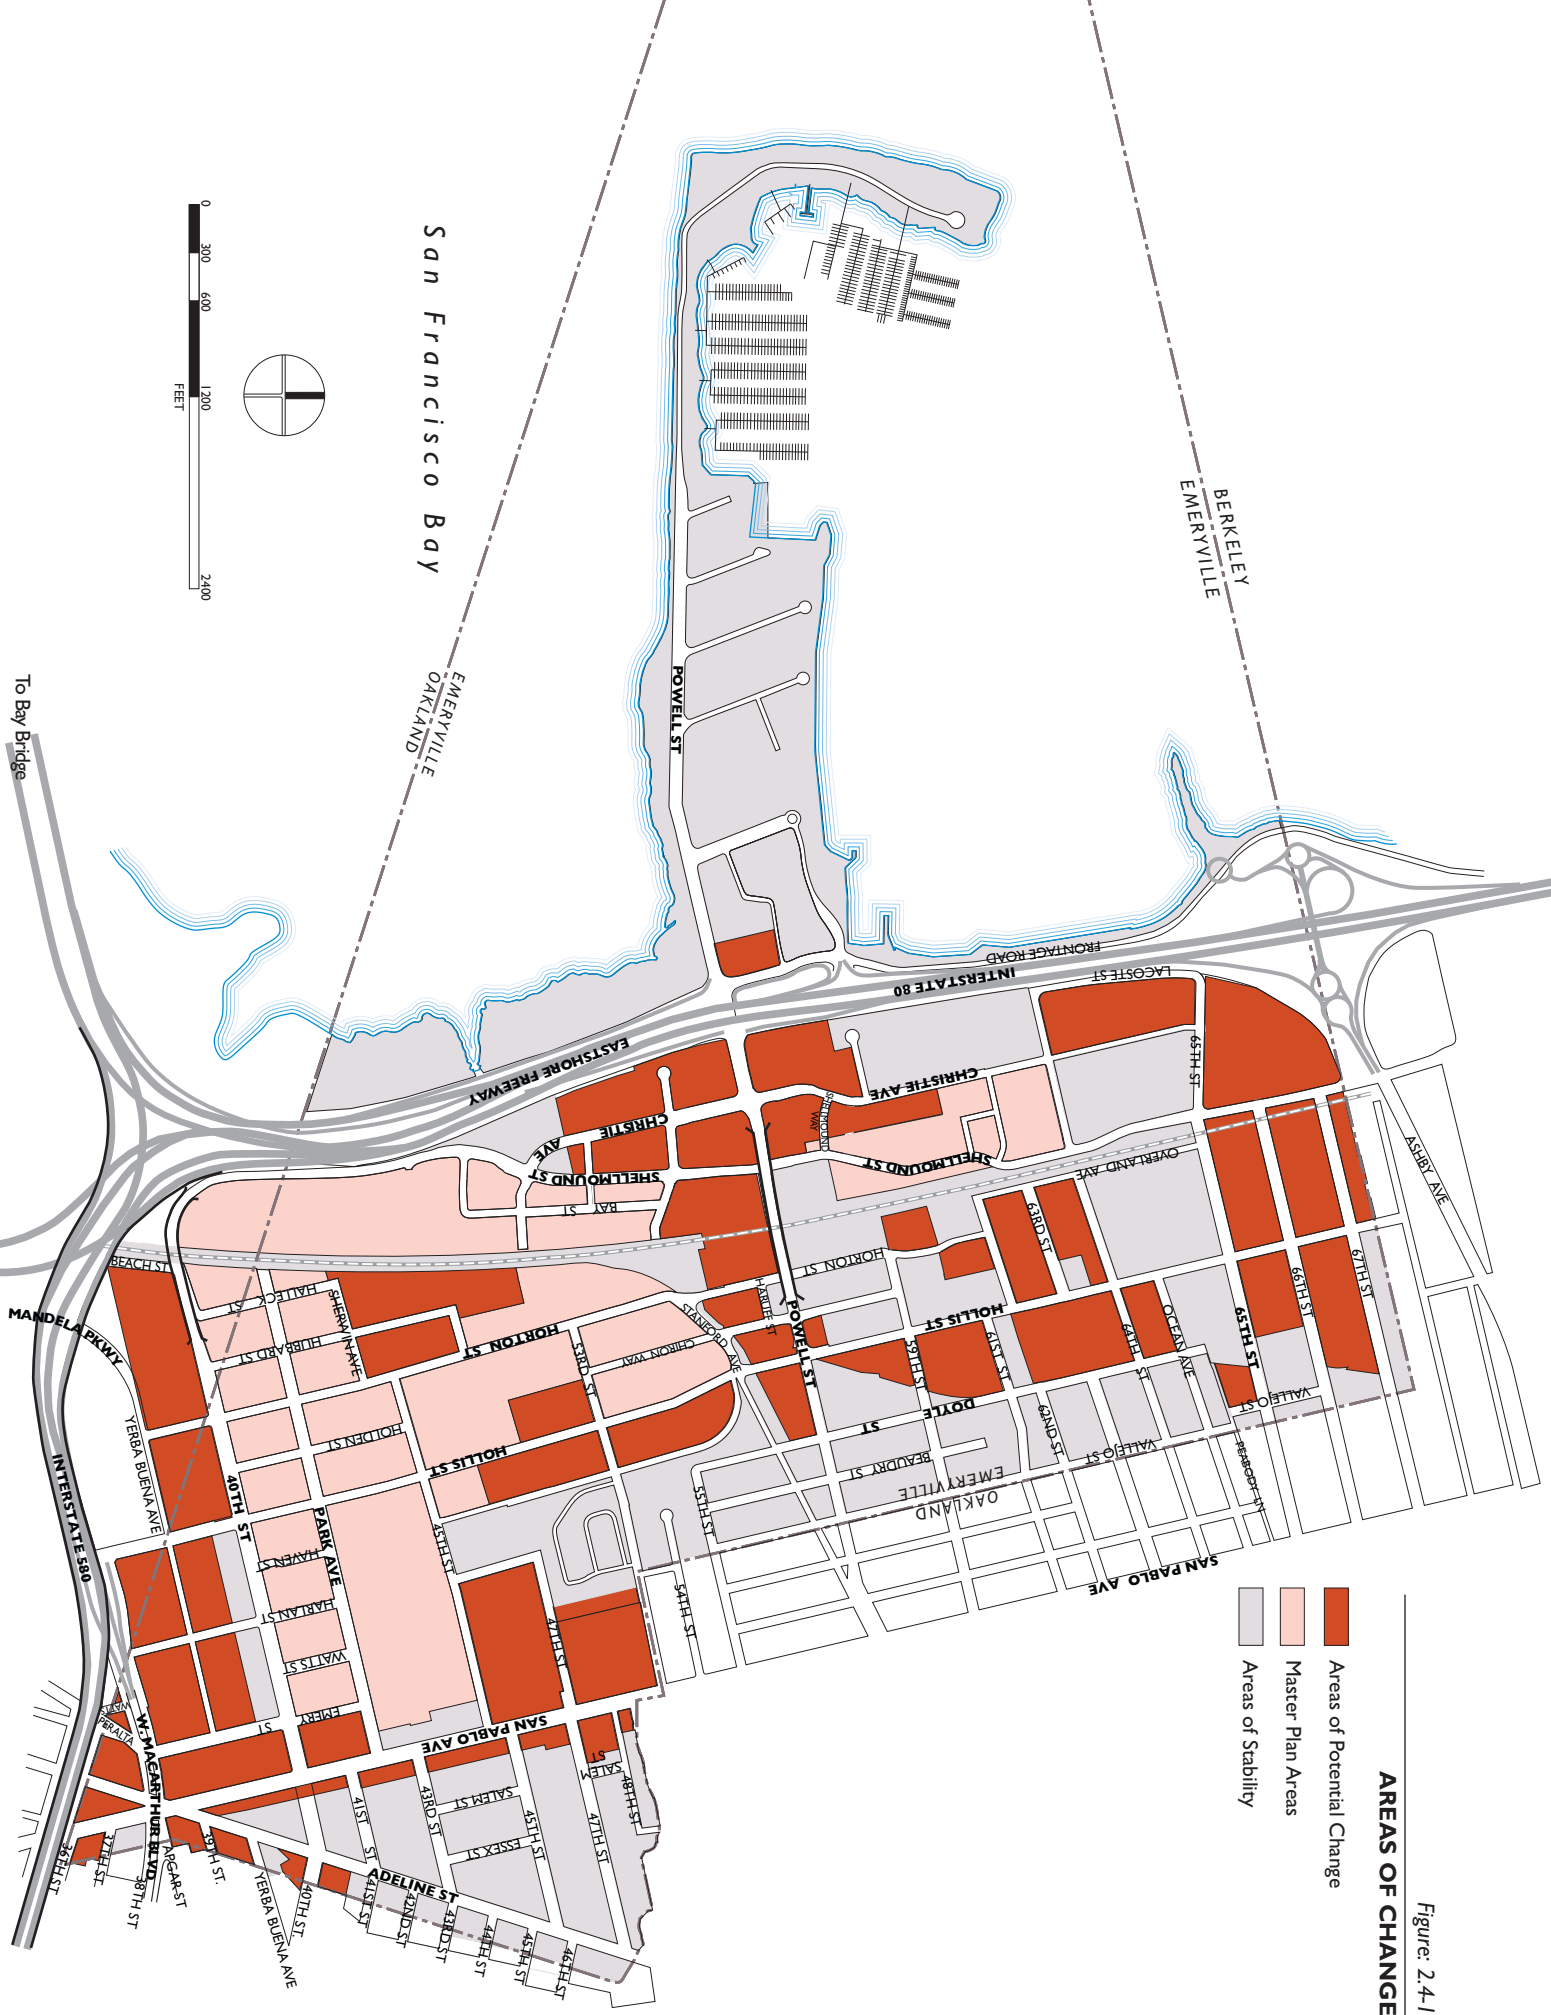 Figure: 2.4-1
AREAS OF CHANGE
Areas of Potential Change
Master Plan Areas
Areas of Stability
San Francisco Bay
0
300
600
1200
2400
FEET
BERKELEY
EMERYVILLE
EMERYVILLE
OAKLAND
EMERYVILLE
OAKLAND
To Bay Bridge
POWELL ST
FRONTAGE ROAD
INTERSTATE 80
LACOSTE ST
EASTSHORE FREEWAY
65TH ST
ASHBY AVE
CHRISTIE AVE
SHELLMOUND
WAY
CHRISTIE
AVE
SHELLMOUND ST
SHELLMOUND ST
OVERLAND AVE
BAY ST
63RD ST
HORTON ST
67TH ST
66TH ST
65TH ST
OCEAN AVE
64TH ST
HOLLIS ST
61ST ST
59TH ST
POWELL ST
HARUFF ST
STANFORD AVE
CHIRON WAY
53RD ST
HORTON ST
BEACH ST
HALLECK ST
SHERWIN AVE
HUBBARD ST
MANDELA PKWY
YERBA BUENA AVE
HOLDEN ST
HOLLIS ST
DOYLE
ST
BEAUDRY ST
62ND ST
VALLEJO ST
VALLEJO ST
PEABODY LN
SAN PABLO AVE
55TH ST
54TH ST
45TH ST
40TH ST
PARK AVE
HAVEN ST
HARLAN ST
WATTS ST
EMERY
ST
INTERSTATE 580
47TH ST
SAN PABLO AVE
WATTS
PERALTA
W. MACARTHUR BLVD
SALEM
ST
48TH ST
47TH ST
45TH ST
SALEM ST
ESSEX ST
43RD ST
41ST
ST
ADELINE ST
36TH ST
37TH ST
38TH ST
APGAR ST
39TH ST.
YERBA BUENA AVE
40TH ST.
41ST ST
42ND ST
43RD ST
44TH ST
45TH ST
46TH ST